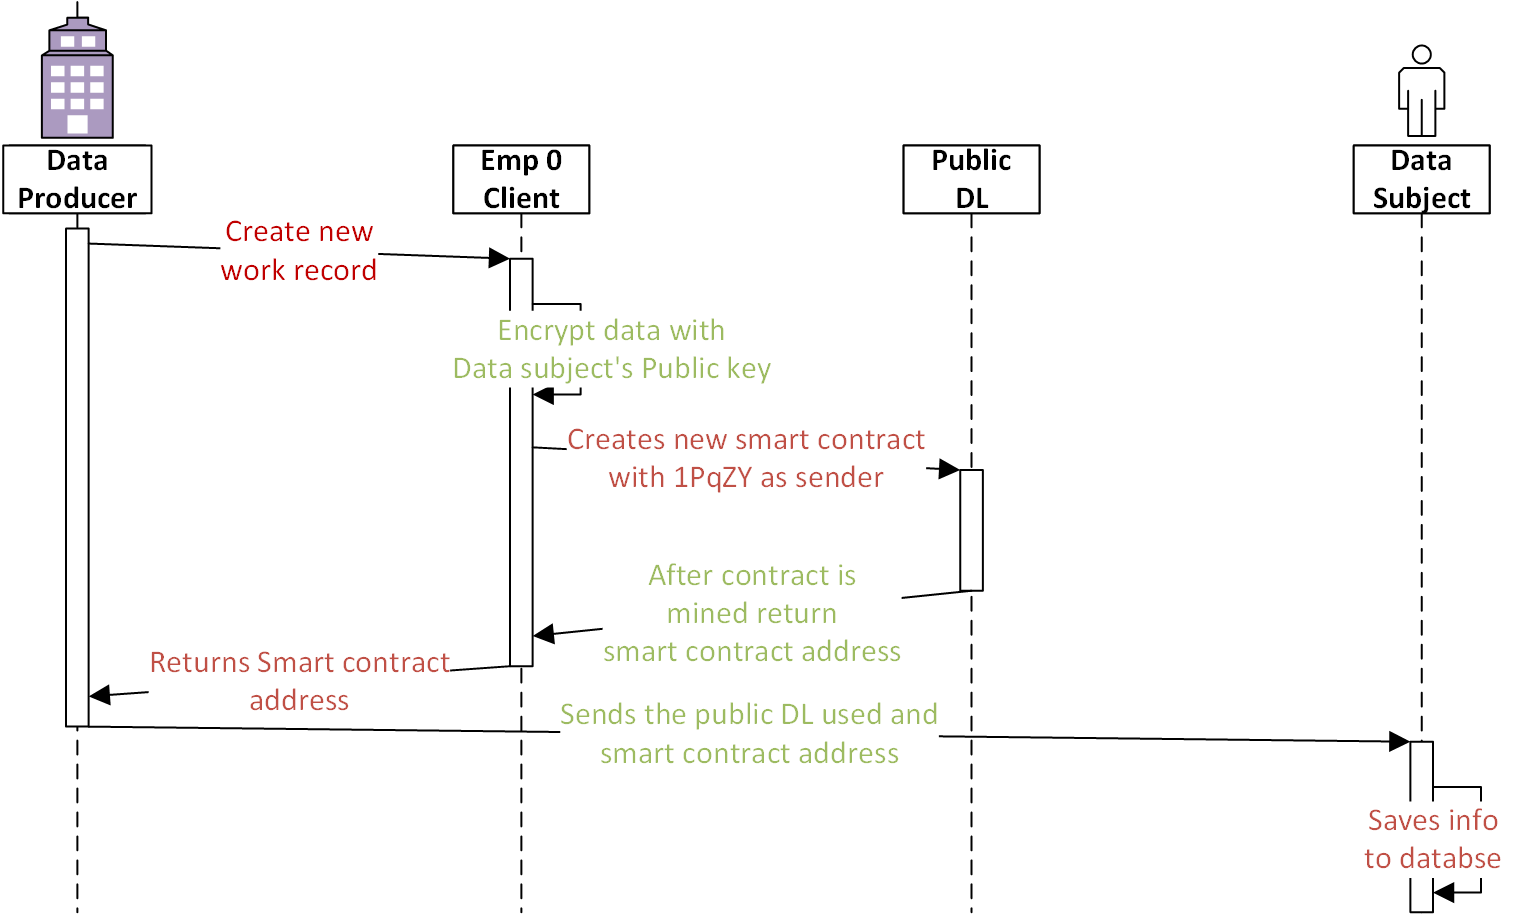 Data
Producer
Emp 0
Client
Public
DL
Data
Subject
Create new
work record
Encrypt data with
Data subject's Public key
Creates new smart contract
with 1PqZY as sender
After contract is
mined return
smart contract address
Returns Smart contract
address
Sends the public DL used and
smart contract address
Saves info
to databse